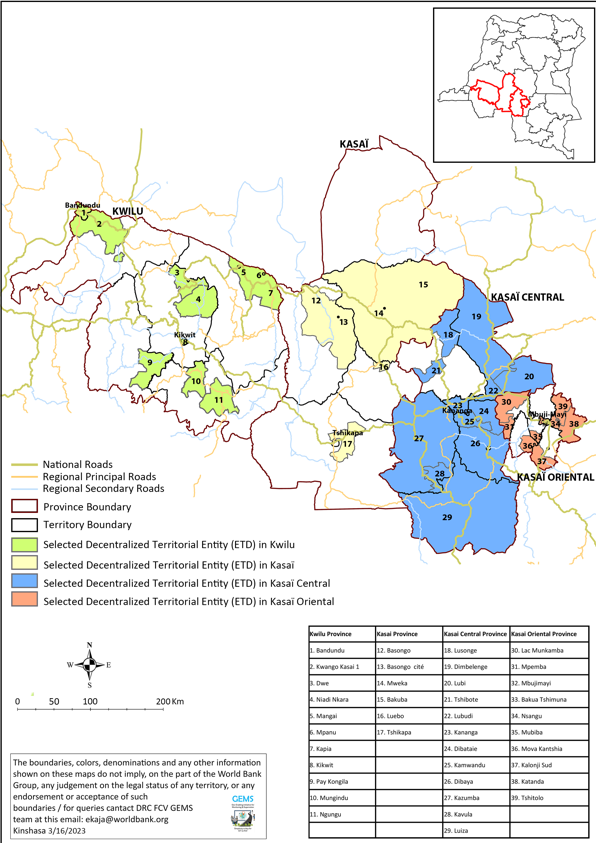 KASAÏ
Bandundu
1
KWILU
2
3
5
6
4
7
12
15
14
13
KASAÏ CENTRAL
19
18
Kikwit
8
16
21
9
20
10
22
11
30
39
23
Kananga
24
Mbuji-Mayi
34
38
25
31
Tshikapa
17
27
26
35
36
37
28
KASAÏ ORIENTAL
29
National Roads
Regional Principal Roads
Regional Secondary Roads
Province Boundary
Territory Boundary
Selected Decentralized Territorial Entity (ETD) in Kwilu
Selected Decentralized Territorial Entity (ETD) in Kasaï
Selected Decentralized Territorial Entity (ETD) in Kasaï Central
Selected Decentralized Territorial Entity (ETD) in Kasaï Oriental
N
W E
S
0 50 100 200 Km
Kwilu Province Kasai Province Kasai Central Province Kasai Oriental Province
1. Bandundu 12. Basongo 18. Lusonge 30. Lac Munkamba
2. Kwango Kasai 1 13. Basongo cité 19. Dimbelenge 31. Mpemba
3. Dwe 14. Mweka 20. Lubi 32. Mbujimayi
4. Niadi Nkara 15. Bakuba 21. Tshibote 33. Bakua Tshimuna
5. Mangai 16. Luebo 22. Lubudi 34. Nsangu
6. Mpanu 17. Tshikapa 23. Kananga 35. Mubiba
7. Kapia 24. Dibataie 36. Mova Kantshia
8. Kikwit 25. Kamwandu 37. Kalonji Sud
9. Pay Kongila 26. Dibaya 38. Katanda
10. Mungindu 27. Kazumba 39. Tshitolo
11. Ngungu 28. Kavula
29. Luiza
The boundaries, colors, denominations and any other information
shown on these maps do not imply, on the part of the World Bank
Group, any judgement on the legal status of any territory, or any
endorsement or acceptance of such
boundaries / for queries cantact DRC FCV GEMS
team at this email: ekaja@worldbank.org
Kinshasa 3/16/2023
GEMS